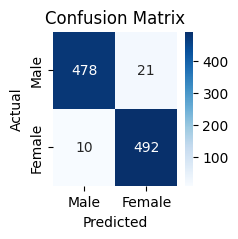 Confusion Matrix
Actual
Male
478
21
Female
10
492
Male
Female
Predicted
400
300
200
100